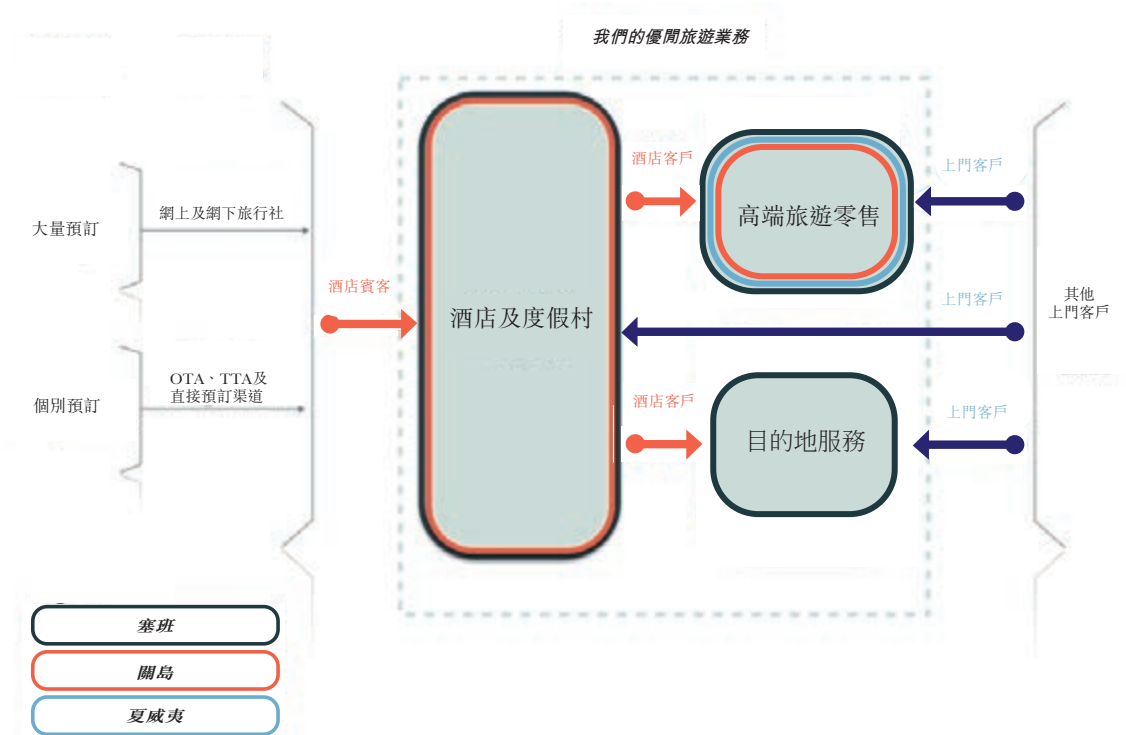 我們的優閒旅遊業務
大量預訂
網上及網下旅行社
個別預訂
OTA、TTA及
直接預訂渠道
酒店賓客
酒店及度假村
酒店客戶
高端旅遊零售
上門客戶
上門客戶
酒店客戶
目的地服務
上門客戶
其他
上門客戶
塞班
關島
夏威夷